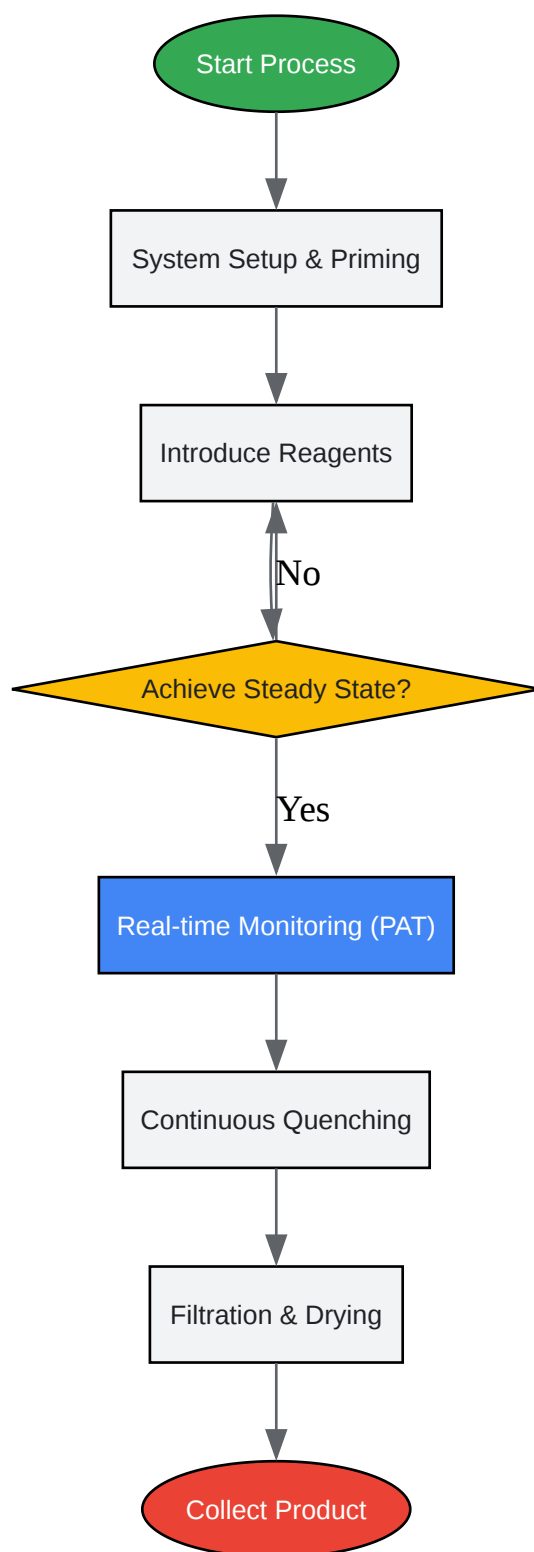 Start Process
System Setup & Priming
Introduce Reagents
No
Achieve Steady State?
Yes
Real-time Monitoring (PAT)
Continuous Quenching
Filtration & Drying
Collect Product